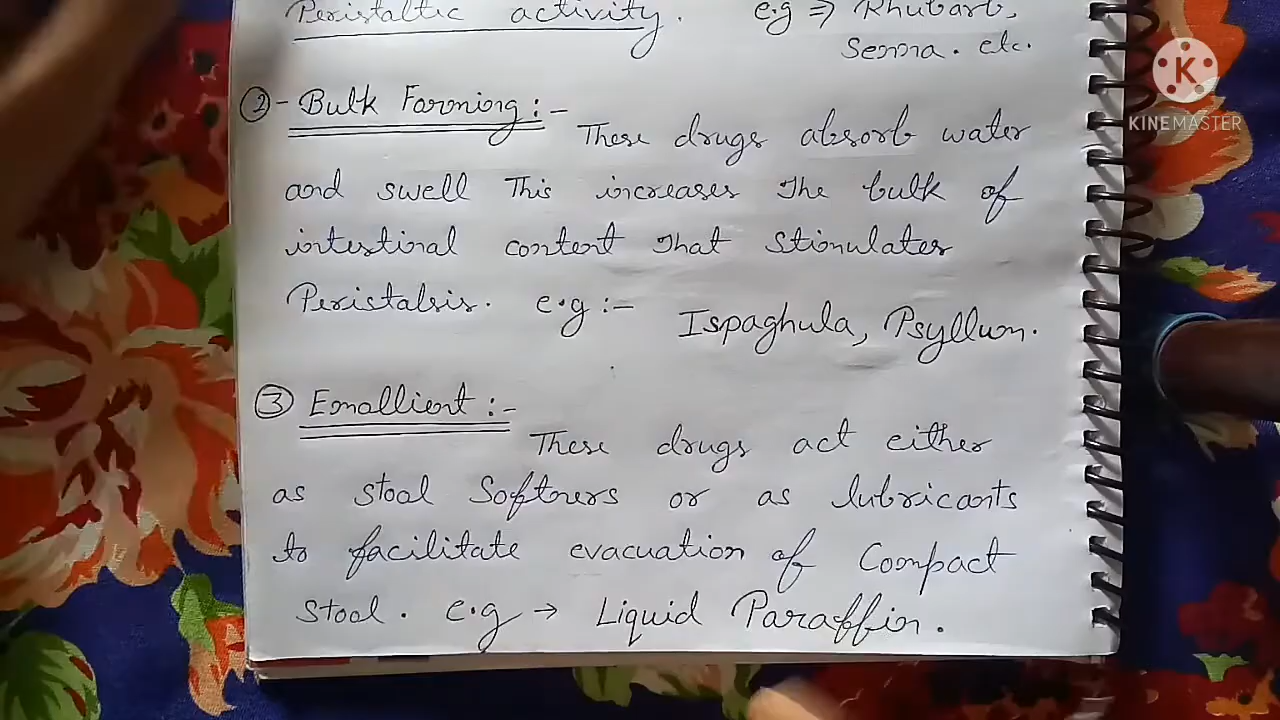 Peristaltic activity. e.g ⇒ Rhubarb,
Senna. etc.
② - Bulk Forming :-
These drugs absorb water
and swell This increases The bulk of
intestinal content That Stimulates
Peristalsis. e.g :-
Ispaghula, Psyllum.
③ Emollient :-
These drugs act either
as stool Softners or as lubricants
to facilitate evacuation of Compact
Stool. e.g → Liquid Paraffin.
K
KINEMASTER